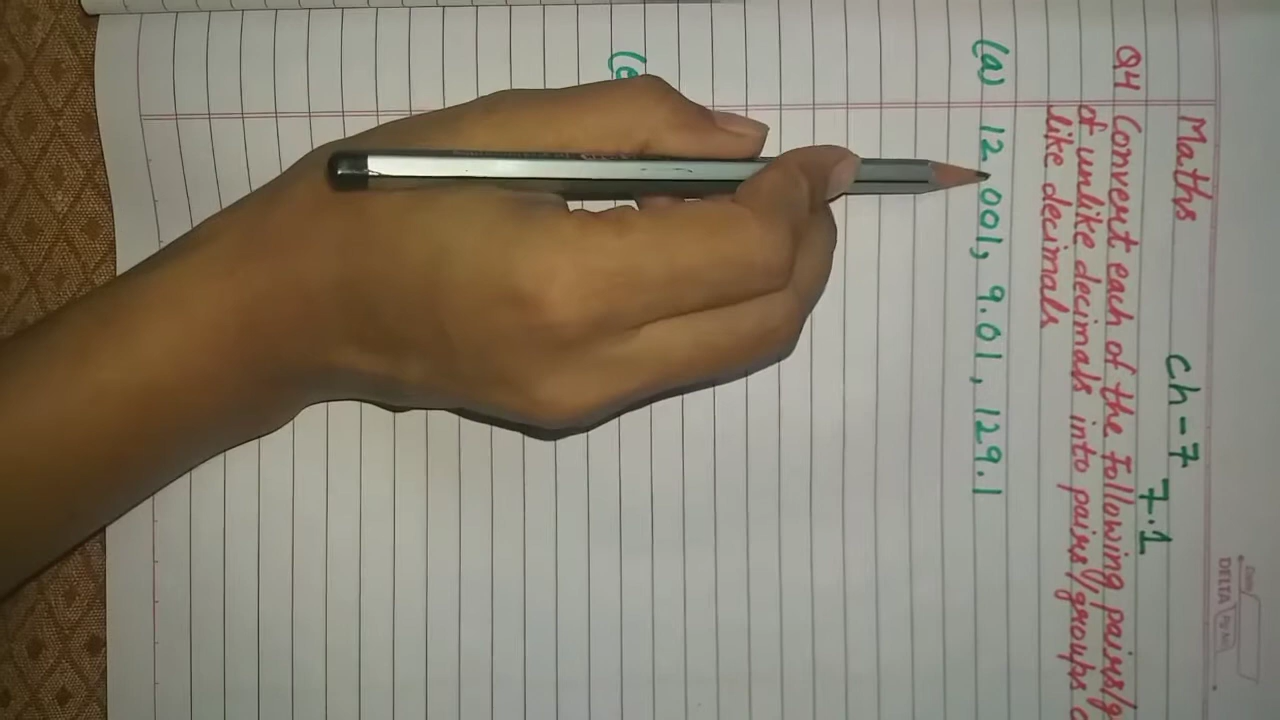 DELTA
Maths Ch-7
7.1
Q4 Convert each of the following pairs/g
of unlike decimals into pairs/groups o
like decimals
(a) 12.001, 9.01, 129.1